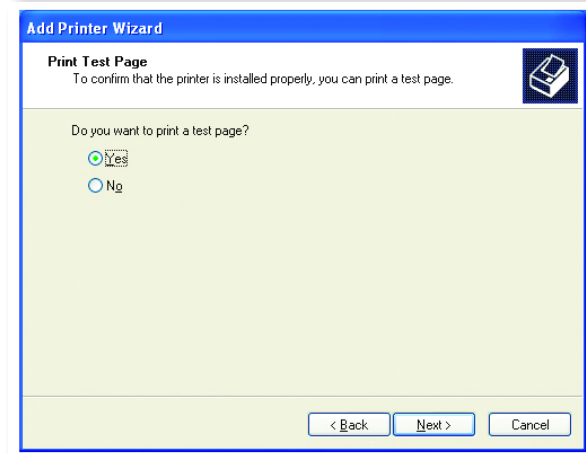 Add Printer Wizard
Print Test Page
To confirm that the printer is installed properly, you can print a test page.
Do you want to print a test page?
Yes
No
< Back Next > Cancel